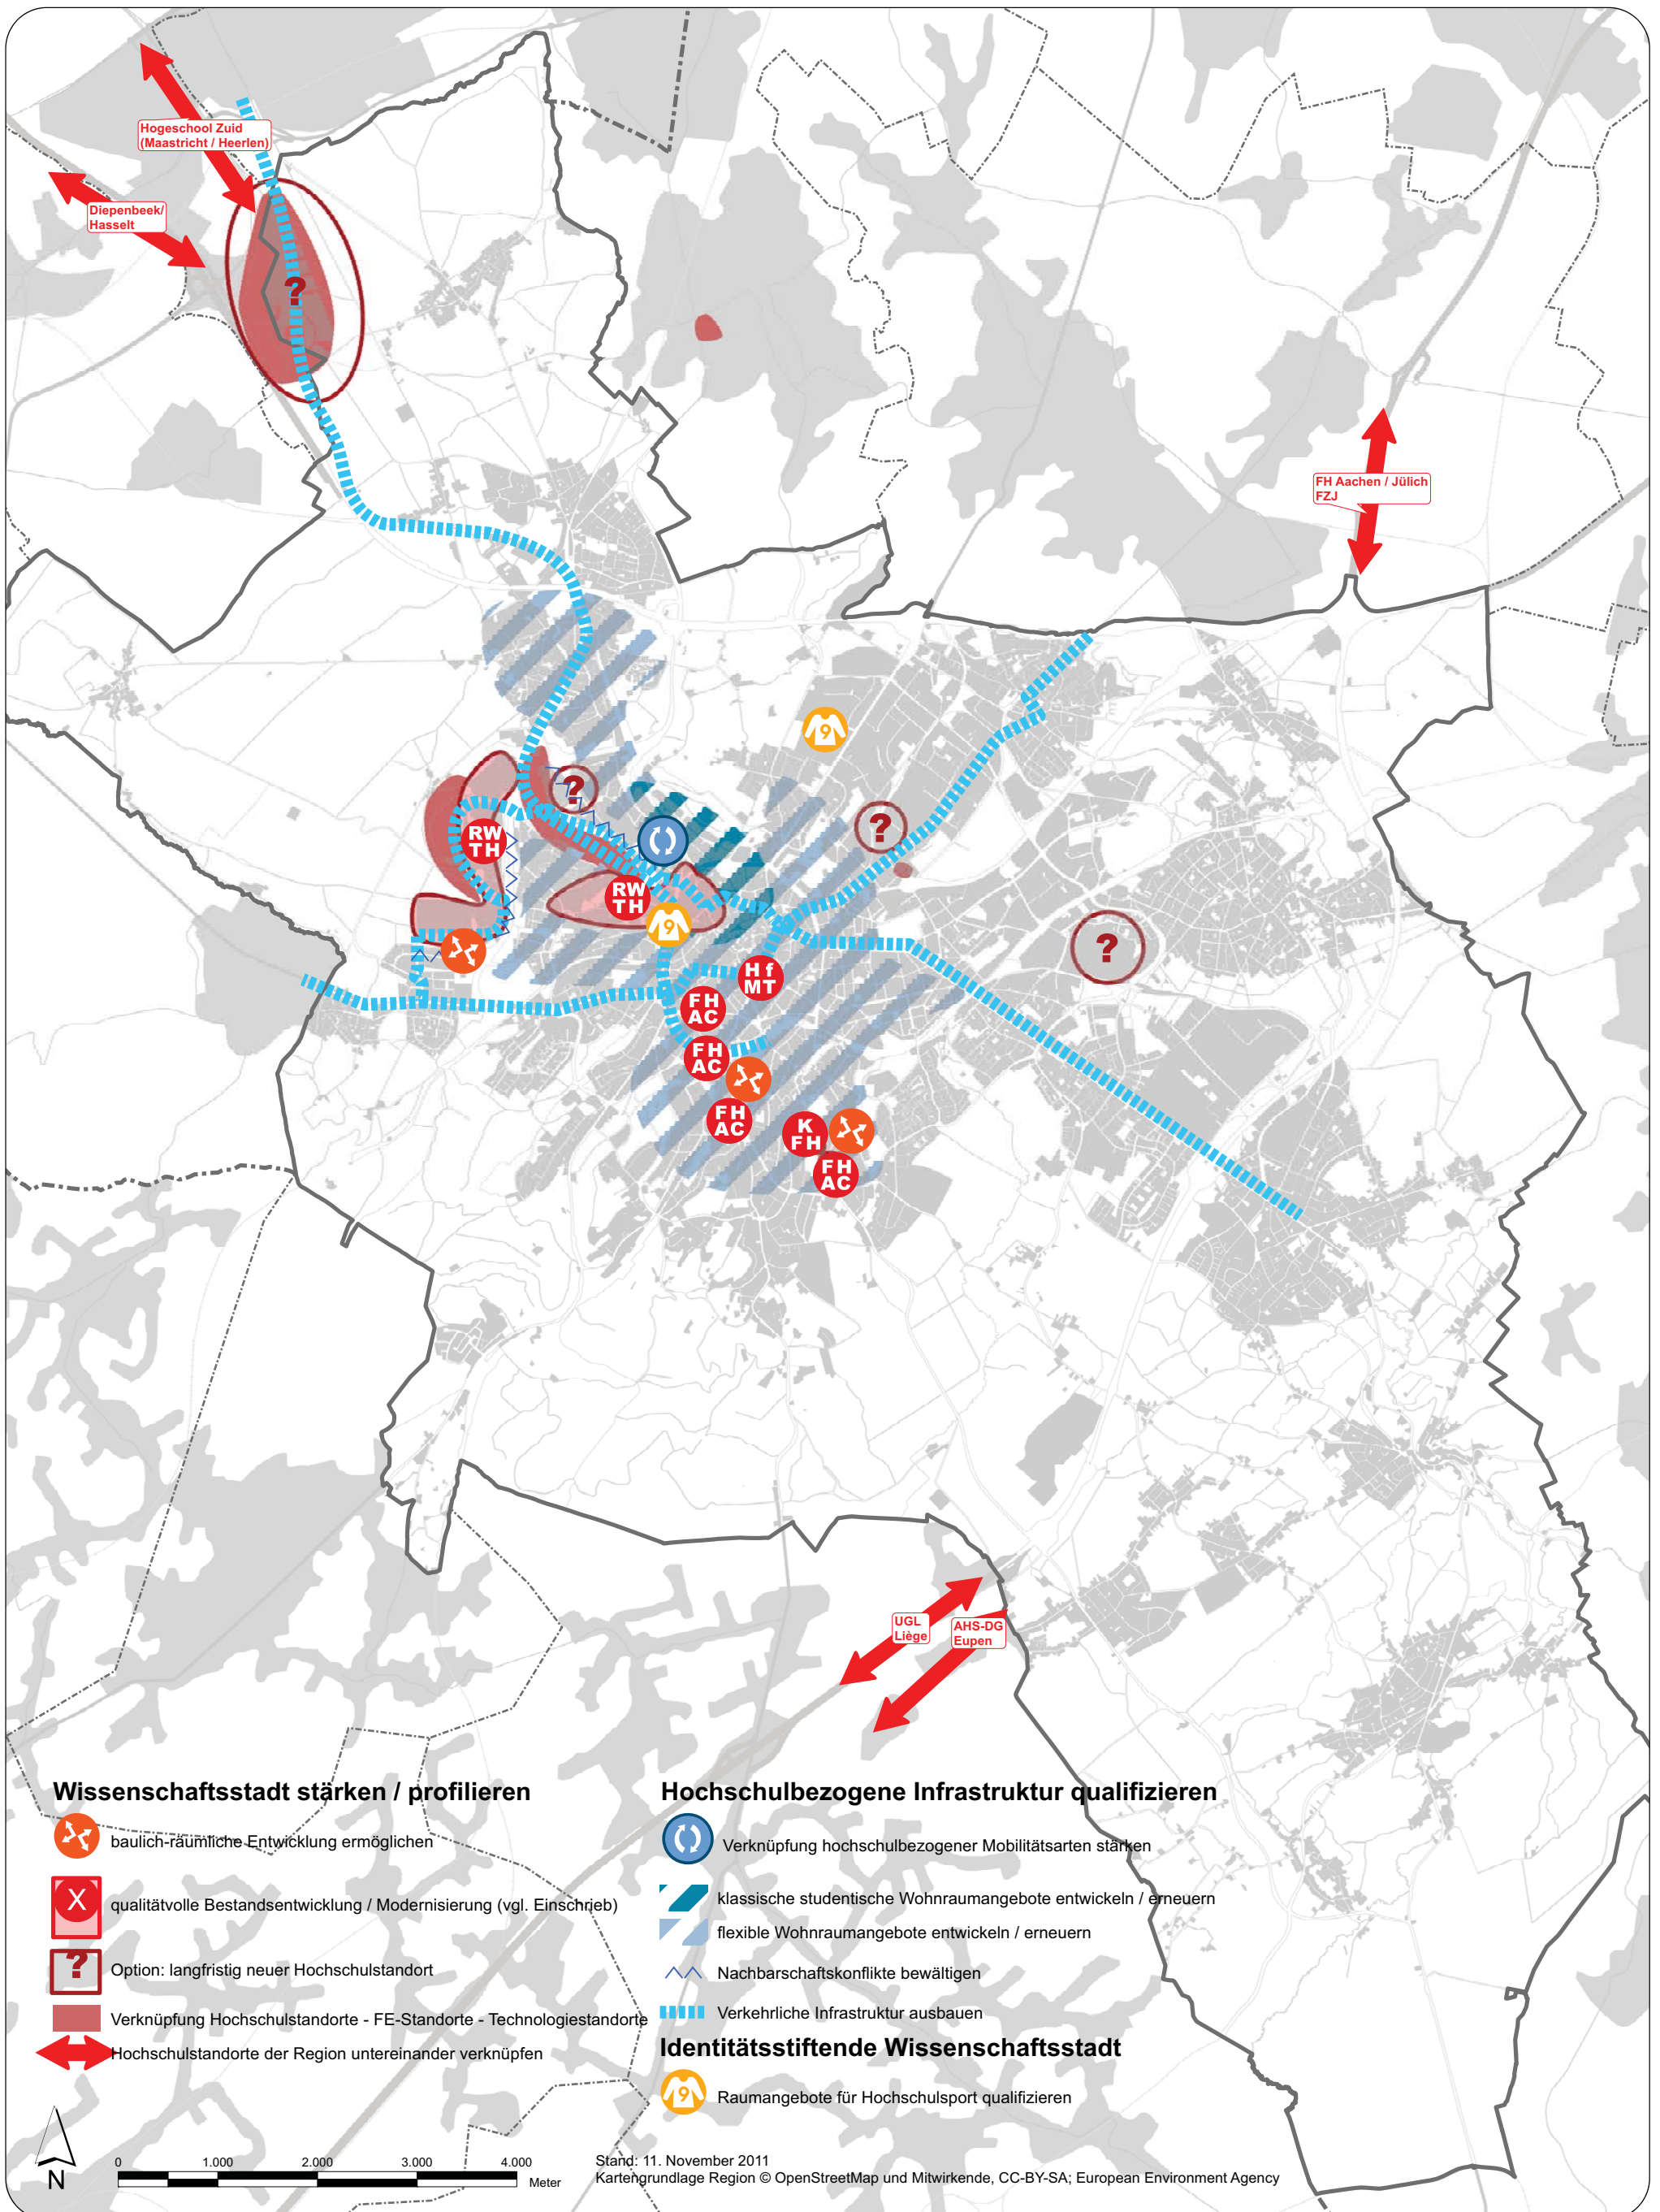 Hogeschool Zuid
(Maastricht / Heerlen)
Diepenbeek/
Hasselt
?
FH Aachen / Jülich
FZJ
9
?
?
RW
TH
RW
TH
9
?
H f
MT
F H
AC
F H
AC
F H
AC
K
F H
F H
AC
UGL
Liège
AHS-DG
Eupen
Wissenschaftsstadt stärken / profilieren
baulich-räumliche Entwicklung ermöglichen
X
qualitätvolle Bestandsentwicklung / Modernisierung (vgl. Einschrieb)
?
Option: langfristig neuer Hochschulstandort
Verknüpfung Hochschulstandorte - FE-Standorte - Technologiestandorte
Hochschulstandorte der Region untereinander verknüpfen
Hochschulbezogene Infrastruktur qualifizieren
Verknüpfung hochschulbezogener Mobilitätsarten stärken
klassische studentische Wohnraumangebote entwickeln / erneuern
flexible Wohnraumangebote entwickeln / erneuern
Nachbarschaftskonflikte bewältigen
Verkehrliche Infrastruktur ausbauen
Identitätsstiftende Wissenschaftsstadt
9
Raumangebote für Hochschulsport qualifizieren
N
0 1.000 2.000 3.000 4.000
Meter
Stand: 11. November 2011
Kartengrundlage Region © OpenStreetMap und Mitwirkende, CC-BY-SA; European Environment Agency